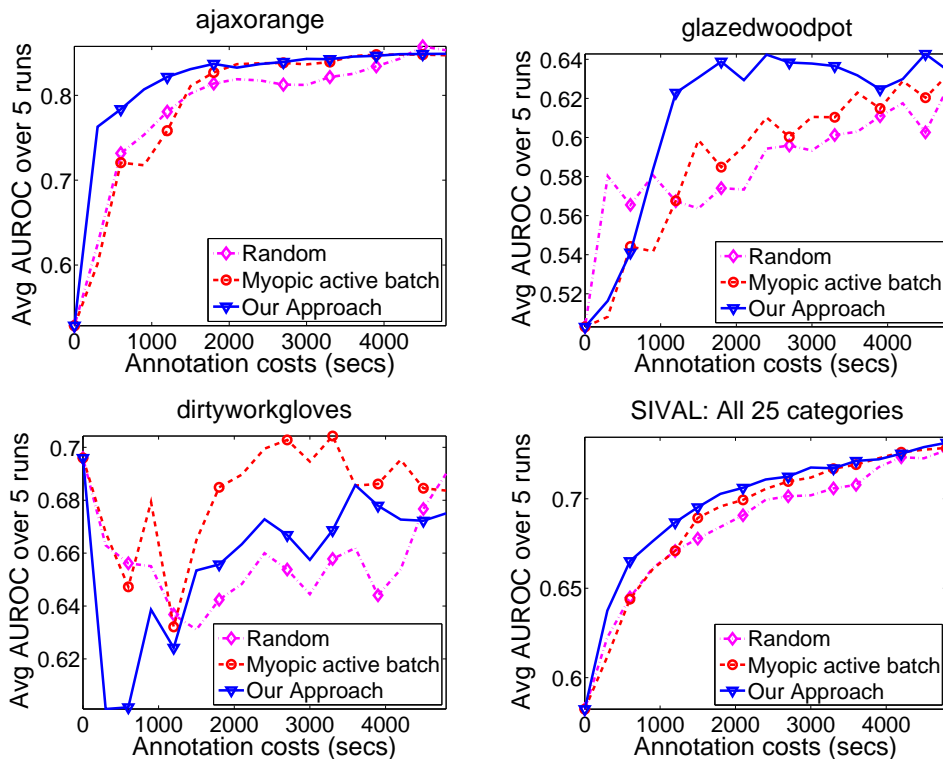 ajaxorange
Avg AUROC over 5 runs
0.8
0.7
0.6
0 1000 2000 3000 4000
Annotation costs (secs)
Random
Myopic active batch
Our Approach
glazedwoodpot
Avg AUROC over 5 runs
0.64
0.62
0.6
0.58
0.56
0.54
0.52
0 1000 2000 3000 4000
Annotation costs (secs)
Random
Myopic active batch
Our Approach
dirtyworkgloves
Avg AUROC over 5 runs
0.7
0.68
0.66
0.64
0.62
0 1000 2000 3000 4000
Annotation costs (secs)
Random
Myopic active batch
Our Approach
SIVAL: All 25 categories
Avg AUROC over 5 runs
0.7
0.65
0.6
0 1000 2000 3000 4000
Annotation costs (secs)
Random
Myopic active batch
Our Approach